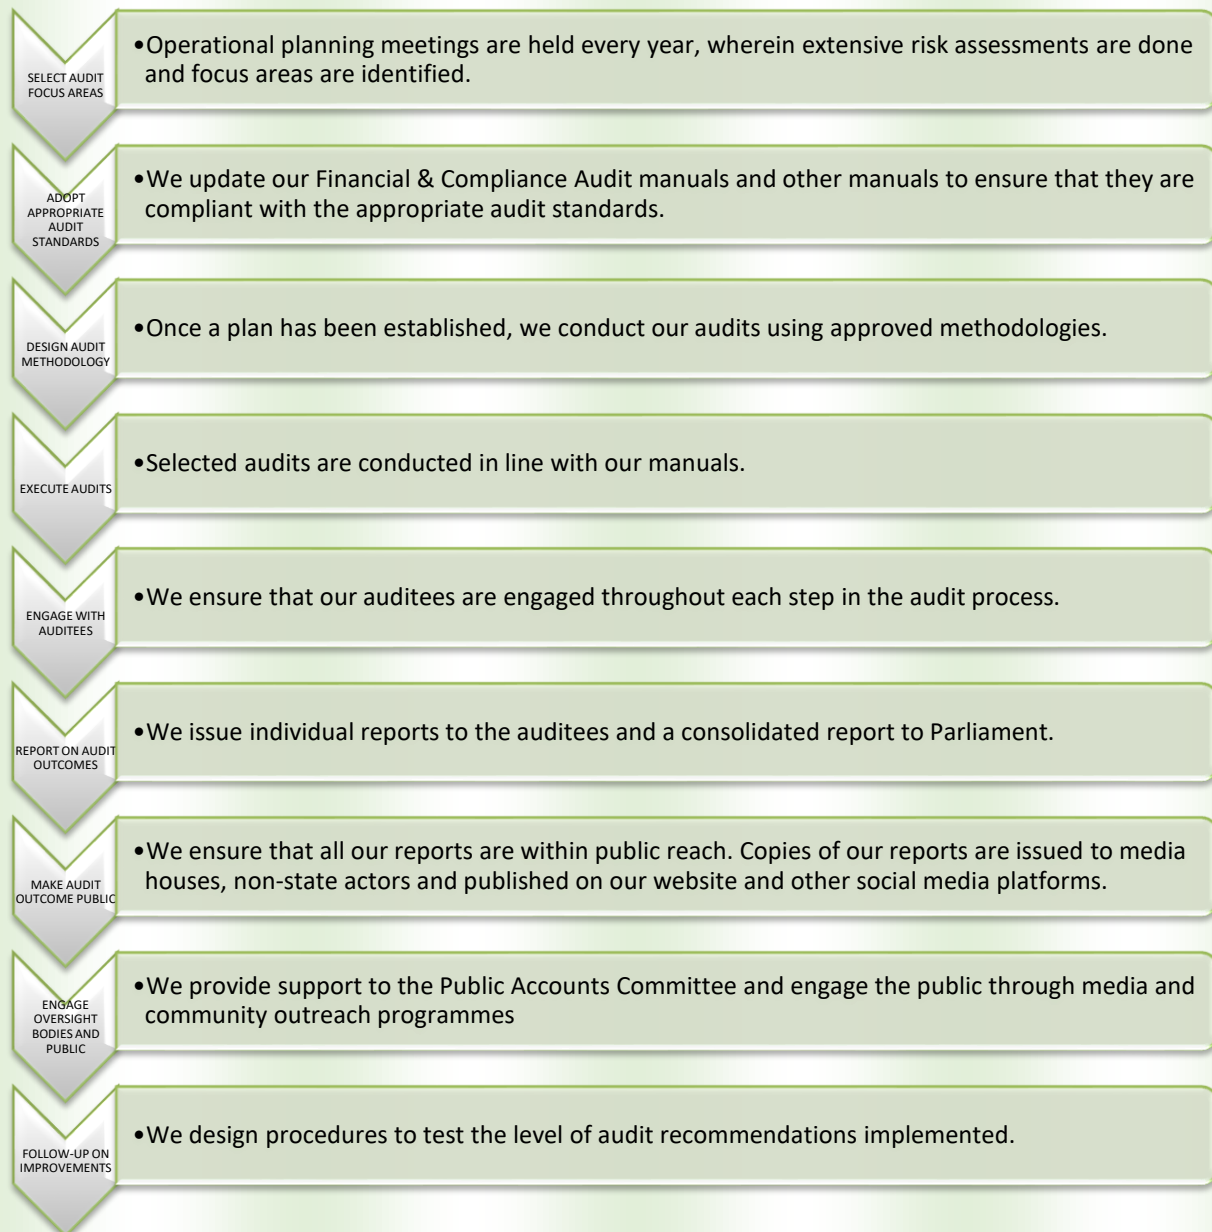 SELECT AUDIT
FOCUS AREAS
•Operational planning meetings are held every year, wherein extensive risk assessments are done
and focus areas are identified.
ADOPT
APPROPRIATE
AUDIT
STANDARDS
•We update our Financial & Compliance Audit manuals and other manuals to ensure that they are
compliant with the appropriate audit standards.
DESIGN AUDIT
METHODOLOGY
•Once a plan has been established, we conduct our audits using approved methodologies.
EXECUTE AUDITS
•Selected audits are conducted in line with our manuals.
ENGAGE WITH
AUDITEES
•We ensure that our auditees are engaged throughout each step in the audit process.
REPORT ON AUDIT
OUTCOMES
•We issue individual reports to the auditees and a consolidated report to Parliament.
MAKE AUDIT
OUTCOME PUBLIC
•We ensure that all our reports are within public reach. Copies of our reports are issued to media
houses, non-state actors and published on our website and other social media platforms.
ENGAGE
OVERSIGHT
BODIES AND
PUBLIC
•We provide support to the Public Accounts Committee and engage the public through media and
community outreach programmes
FOLLOW-UP ON
IMPROVEMENTS
•We design procedures to test the level of audit recommendations implemented.